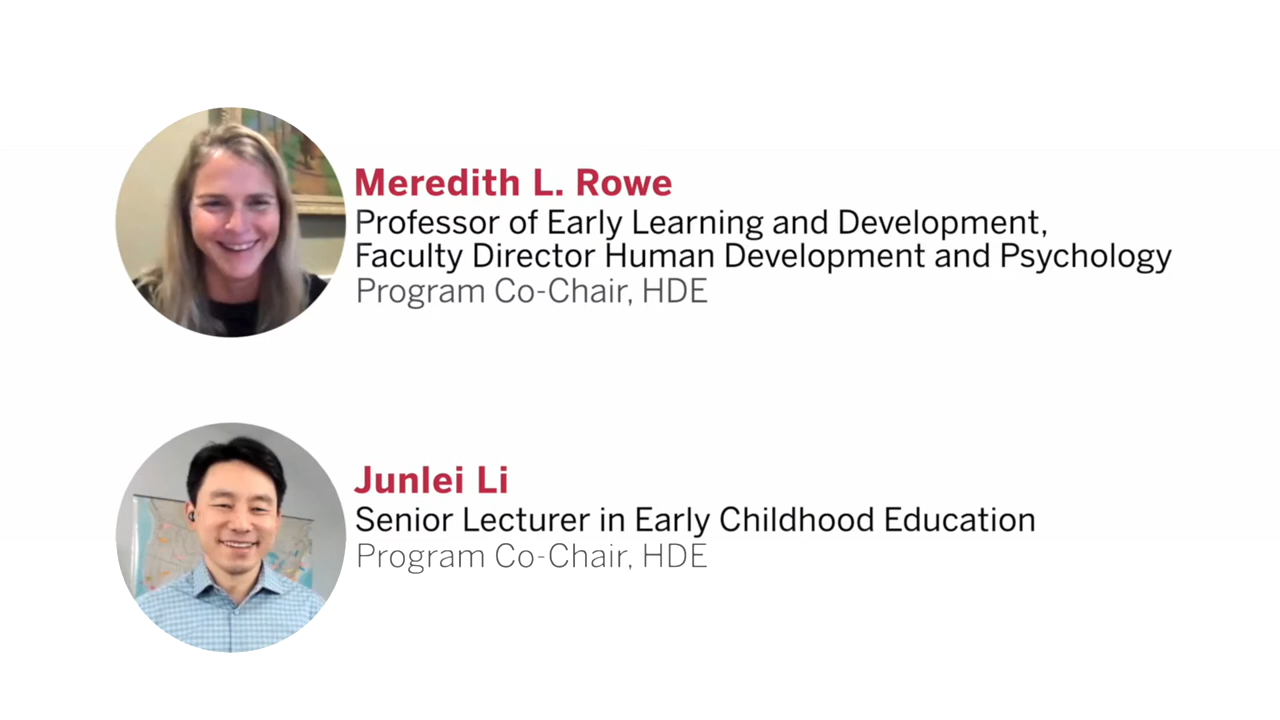 Meredith L. Rowe
Professor of Early Learning and Development,
Faculty Director Human Development and Psychology
Program Co-Chair, HDE
Junlei Li
Senior Lecturer in Early Childhood Education
Program Co-Chair, HDE